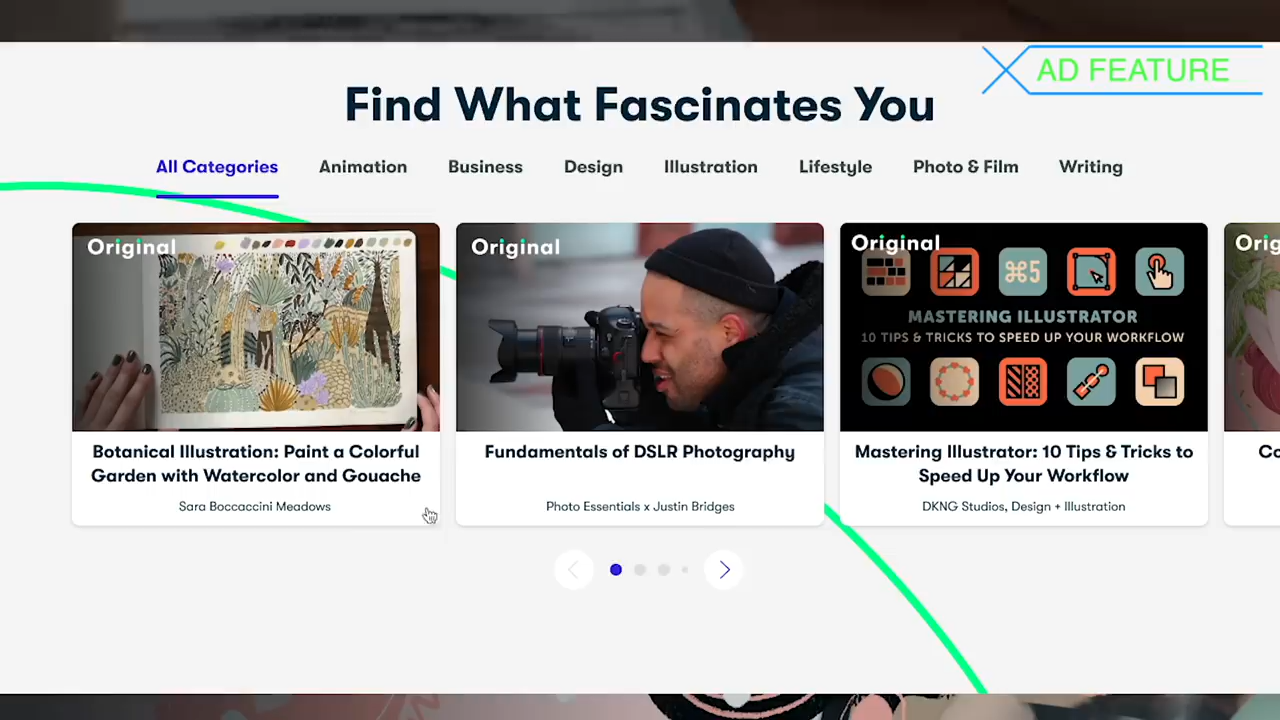 AD FEATURE
Find What Fascinates You
All Categories Animation Business Design Illustration Lifestyle Photo & Film Writing
Original
Botanical Illustration: Paint a Colorful
Garden with Watercolor and Gouache
Sara Boccaccini Meadows
Original
Fundamentals of DSLR Photography
Photo Essentials x Justin Bridges
Original
⌘5
MASTERING ILLUSTRATOR
10 TIPS & TRICKS TO SPEED UP YOUR WORKFLOW
Mastering Illustrator: 10 Tips & Tricks to
Speed Up Your Workflow
DKNG Studios, Design + Illustration
Orig
Co